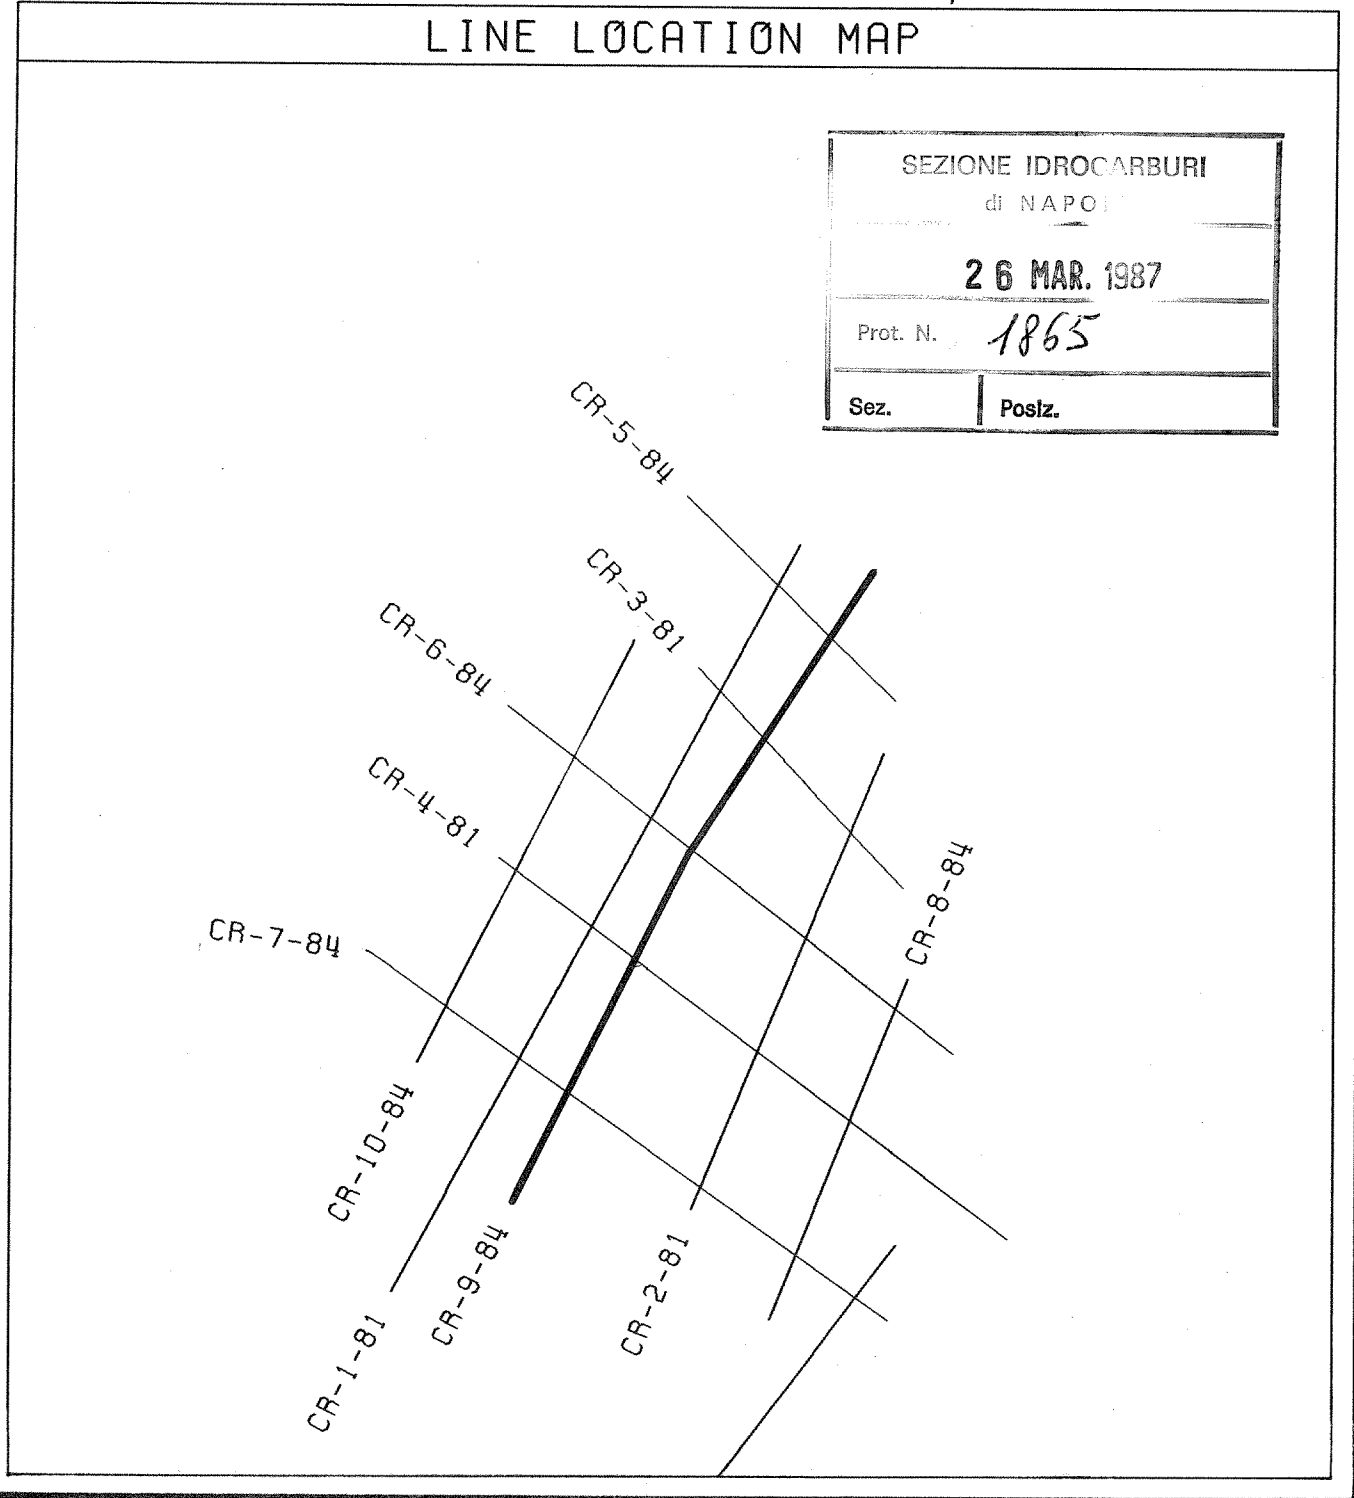 LINE LOCATION MAP
SEZIONE IDROCARBURI
di NAPO
26 MAR. 1987
Prot. N. 1865
Sez. Posiz.
CR-5-84
CR-3-81
CR-6-84
CR-4-81
CR-8-84
CR-7-84
CR-10-84
CR-9-84
CR-2-81
CR-1-81